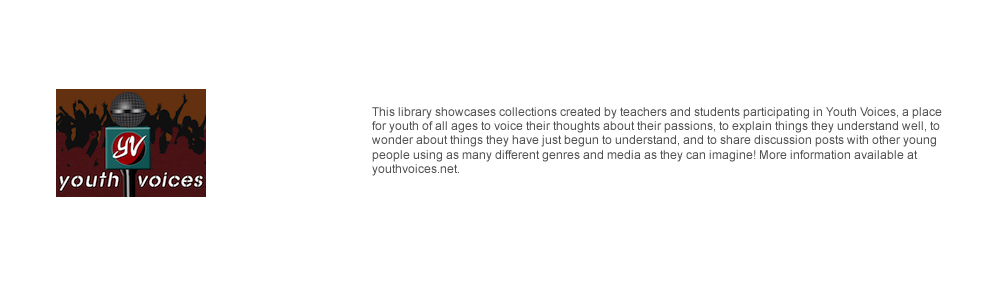 YV
youth voices
This library showcases collections created by teachers and students participating in Youth Voices, a place
for youth of all ages to voice their thoughts about their passions, to explain things they understand well, to
wonder about things they have just begun to understand, and to share discussion posts with other young
people using as many different genres and media as they can imagine! More information available at
youthvoices.net.